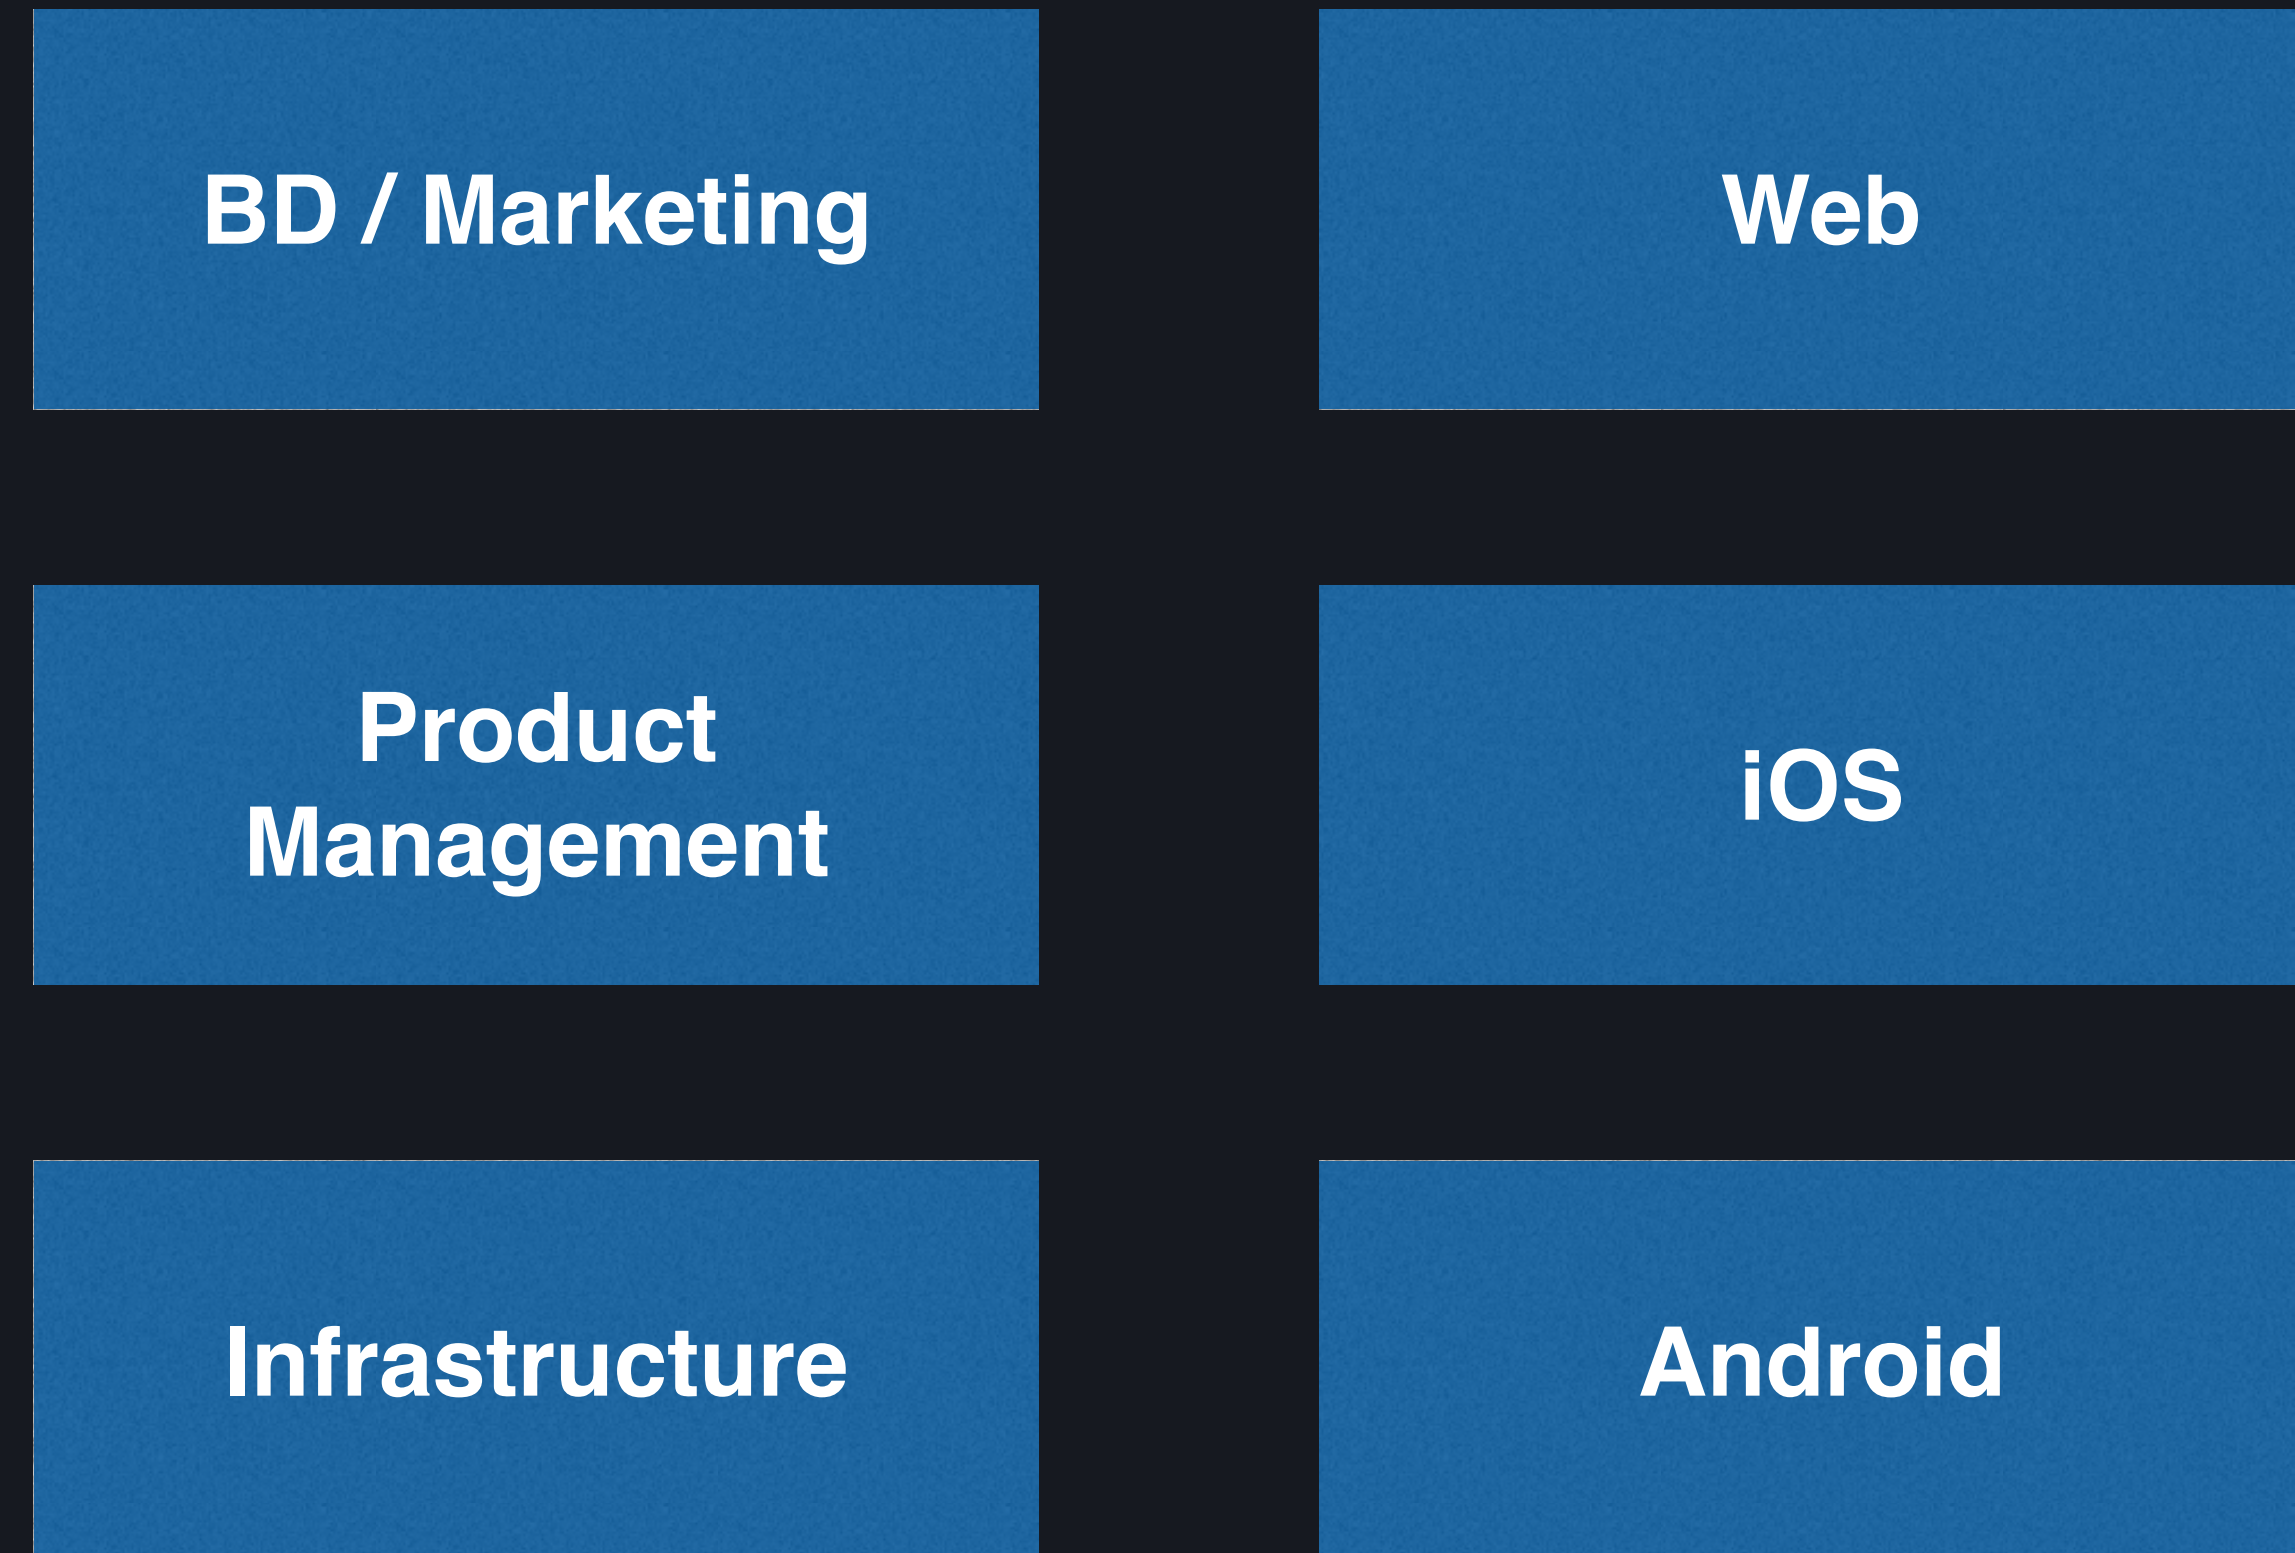 BD / Marketing
Web
Product
Management
iOS
Infrastructure
Android